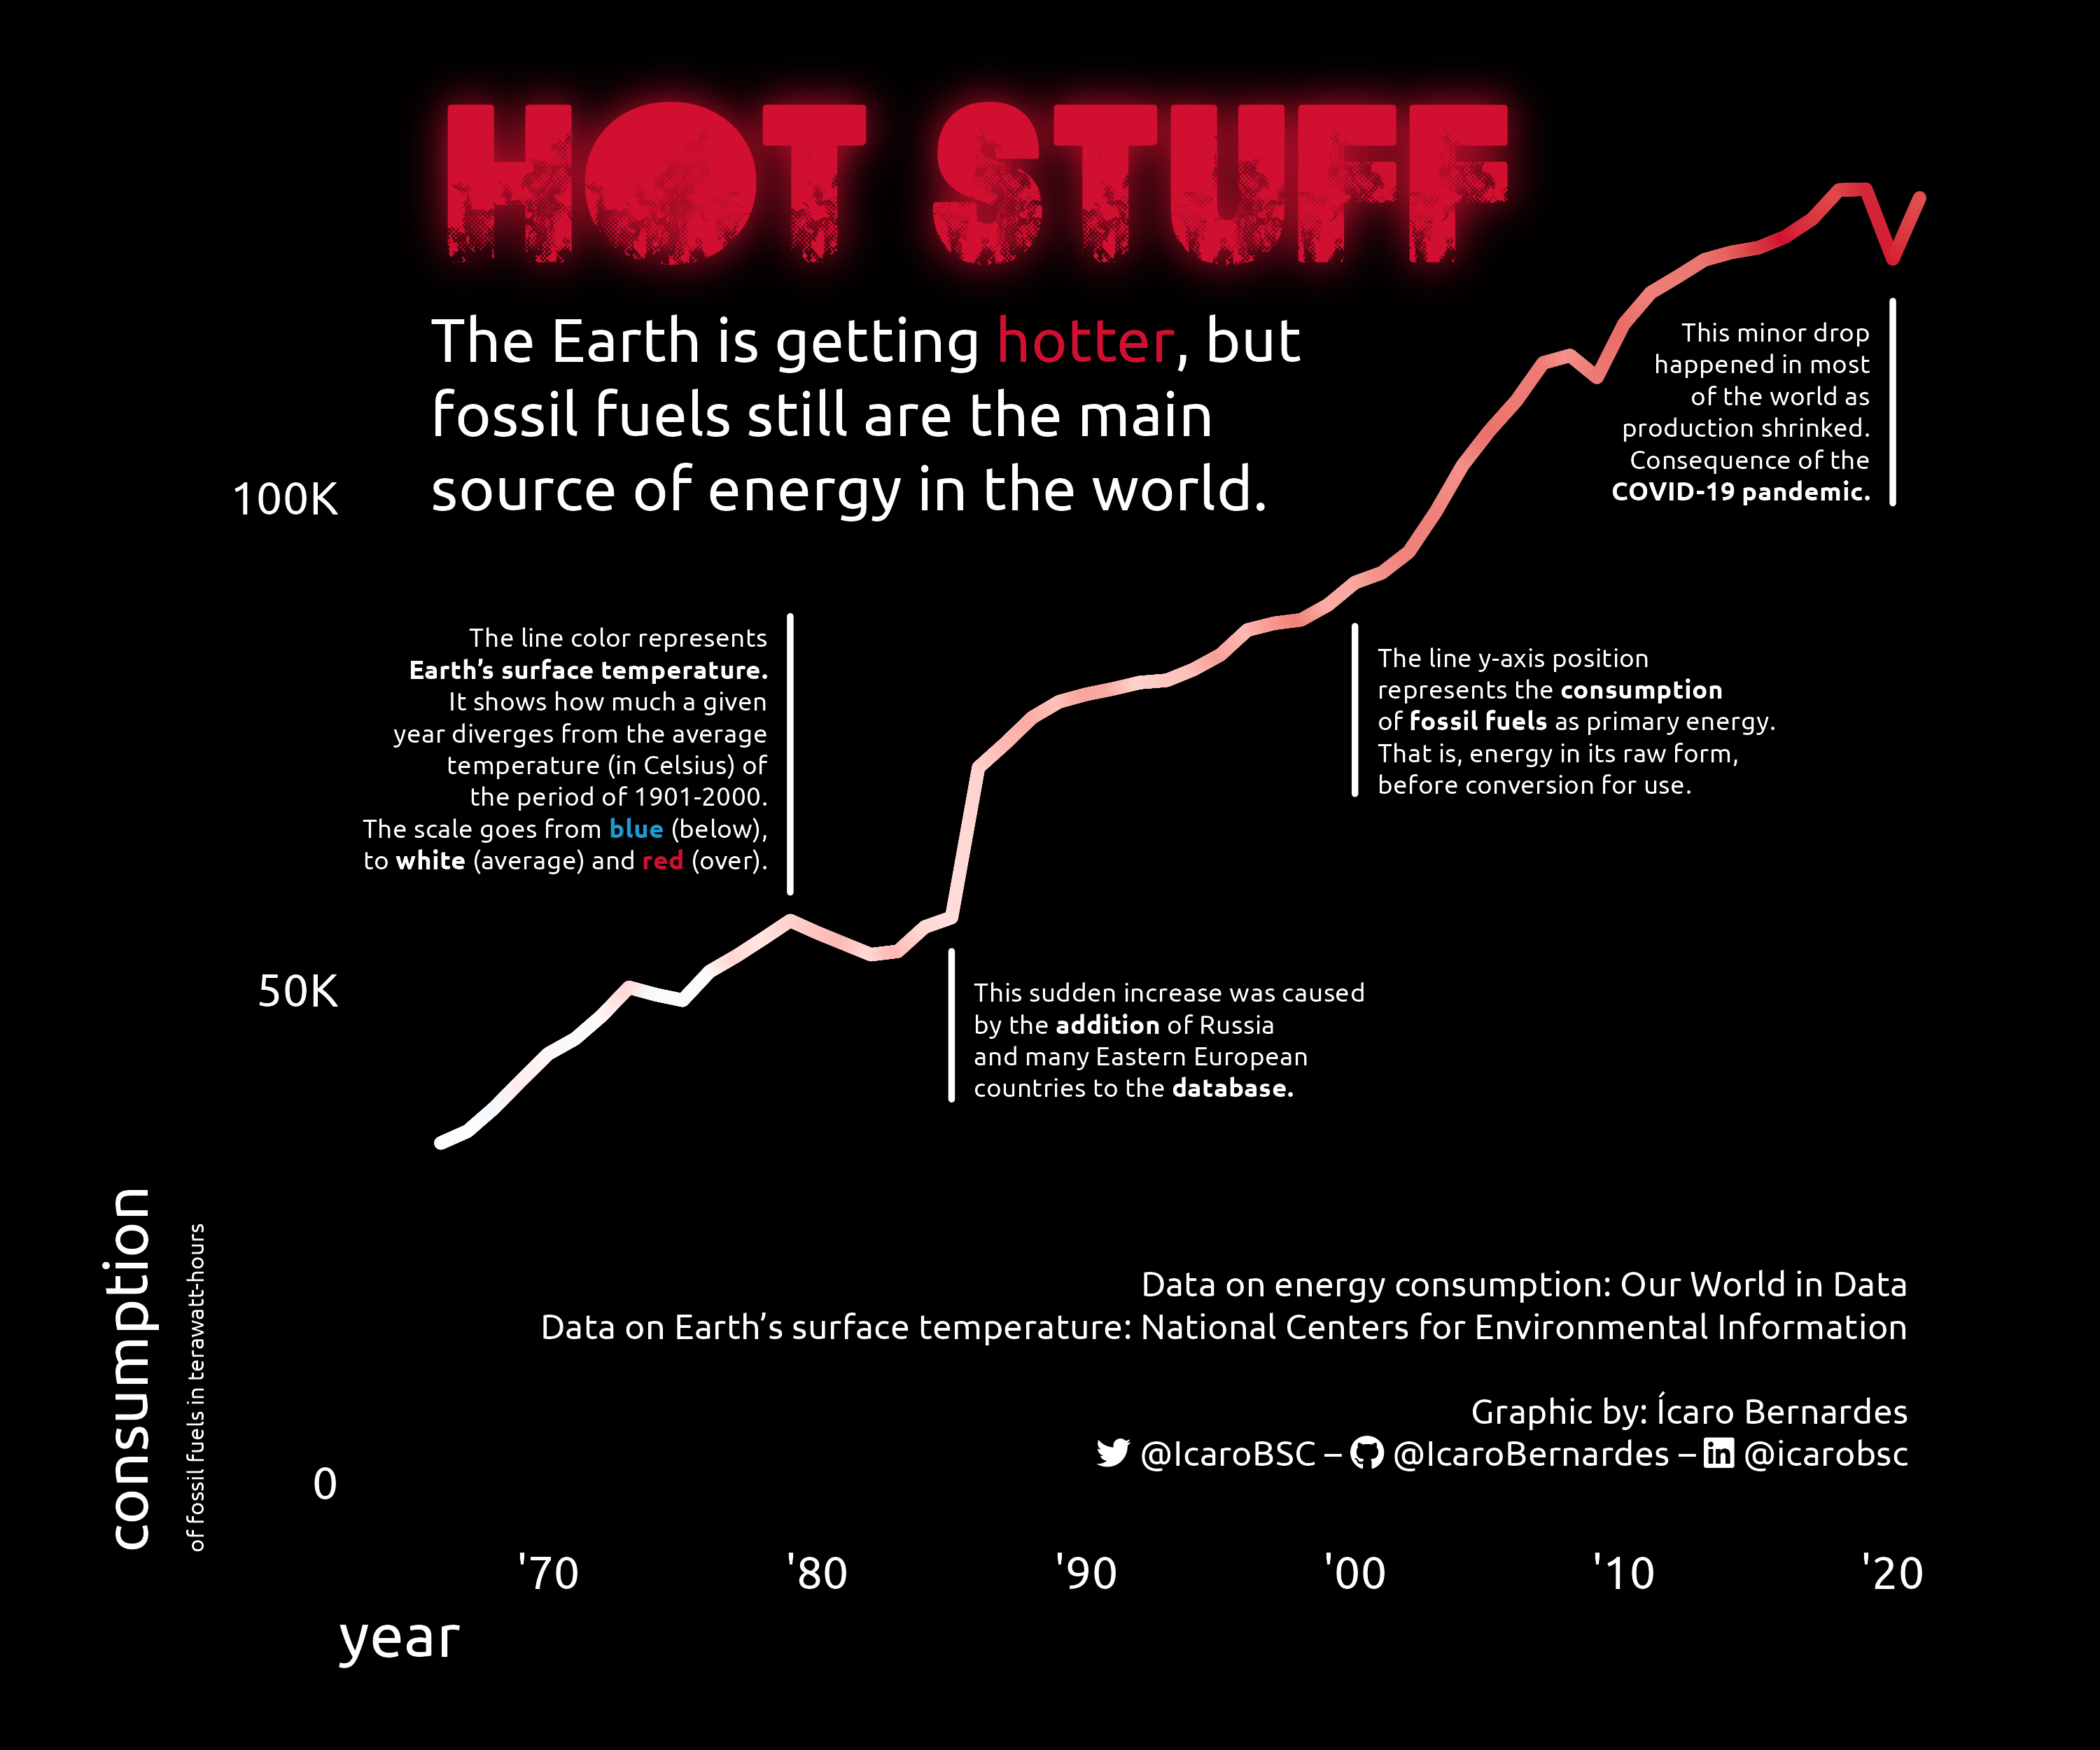 HOT STUFF
The Earth is getting hotter, but
fossil fuels still are the main
source of energy in the world.
100K
50K
0
This minor drop
happened in most
of the world as
production shrinked.
Consequence of the
COVID-19 pandemic.
The line color represents
Earth’s surface temperature.
It shows how much a given
year diverges from the average
temperature (in Celsius) of
the period of 1901-2000.
The scale goes from blue (below),
to white (average) and red (over).
The line y-axis position
represents the consumption
of fossil fuels as primary energy.
That is, energy in its raw form,
before conversion for use.
This sudden increase was caused
by the addition of Russia
and many Eastern European
countries to the database.
consumption
of fossil fuels in terawatt-hours
Data on energy consumption: Our World in Data
Data on Earth’s surface temperature: National Centers for Environmental Information
Graphic by: Ícaro Bernardes
@IcaroBSC – @IcaroBernardes – @icarobsc
'70 '80 '90 '00 '10 '20
year